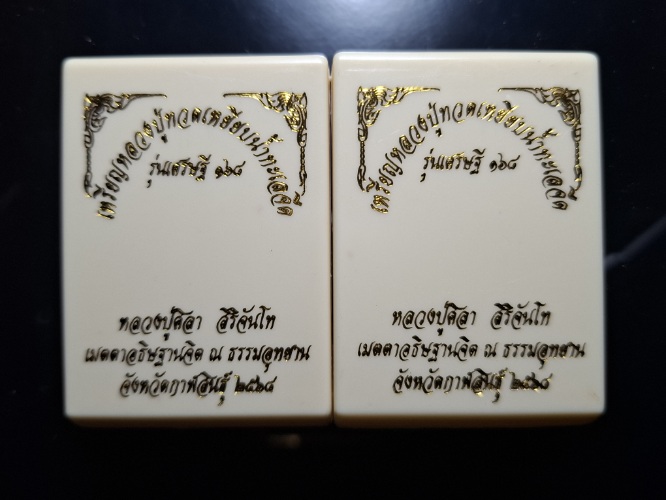 เหรียญหลวงปู่ทวดเหยียบน้ำทะเลจืด
รุ่นเศรษฐี ๑๖๘
หลวงปู่ศิลา สิริจันโท
เมตตาอธิษฐานจิต ณ ธรรมอุทยาน
จังหวัดกาฬสินธุ์ ๒๕๖๘
เหรียญหลวงปู่ทวดเหยียบน้ำทะเลจืด
รุ่นเศรษฐี ๑๖๘
หลวงปู่ศิลา สิริจันโท
เมตตาอธิษฐานจิต ณ ธรรมอุทยาน
จังหวัดกาฬสินธุ์ ๒๕๖๘